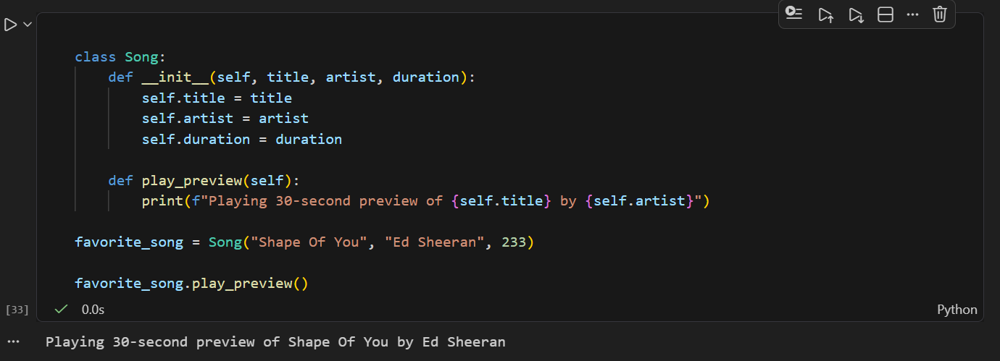 class Song:
    def __init__(self, title, artist, duration):
        self.title = title
        self.artist = artist
        self.duration = duration
    def play_preview(self):
        print(f"Playing 30-second preview of {self.title} by {self.artist}")
favorite_song = Song("Shape Of You", "Ed Sheeran", 233)
favorite_song.play_preview()
[33] 0.0s Python
Playing 30-second preview of Shape Of You by Ed Sheeran